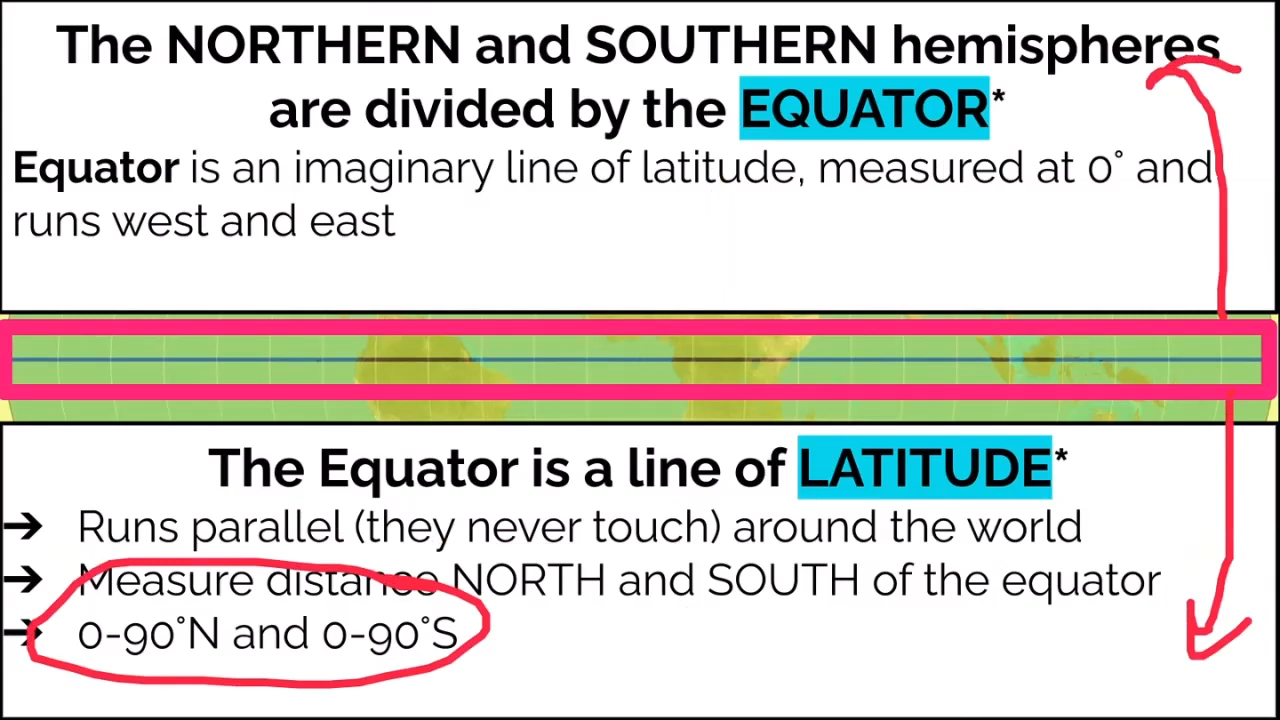 The NORTHERN and SOUTHERN hemispheres
are divided by the EQUATOR*
Equator is an imaginary line of latitude, measured at 0° and
runs west and east
The Equator is a line of LATITUDE*
➔ Runs parallel (they never touch) around the world
➔ Measure distance NORTH and SOUTH of the equator
➔ 0-90°N and 0-90°S